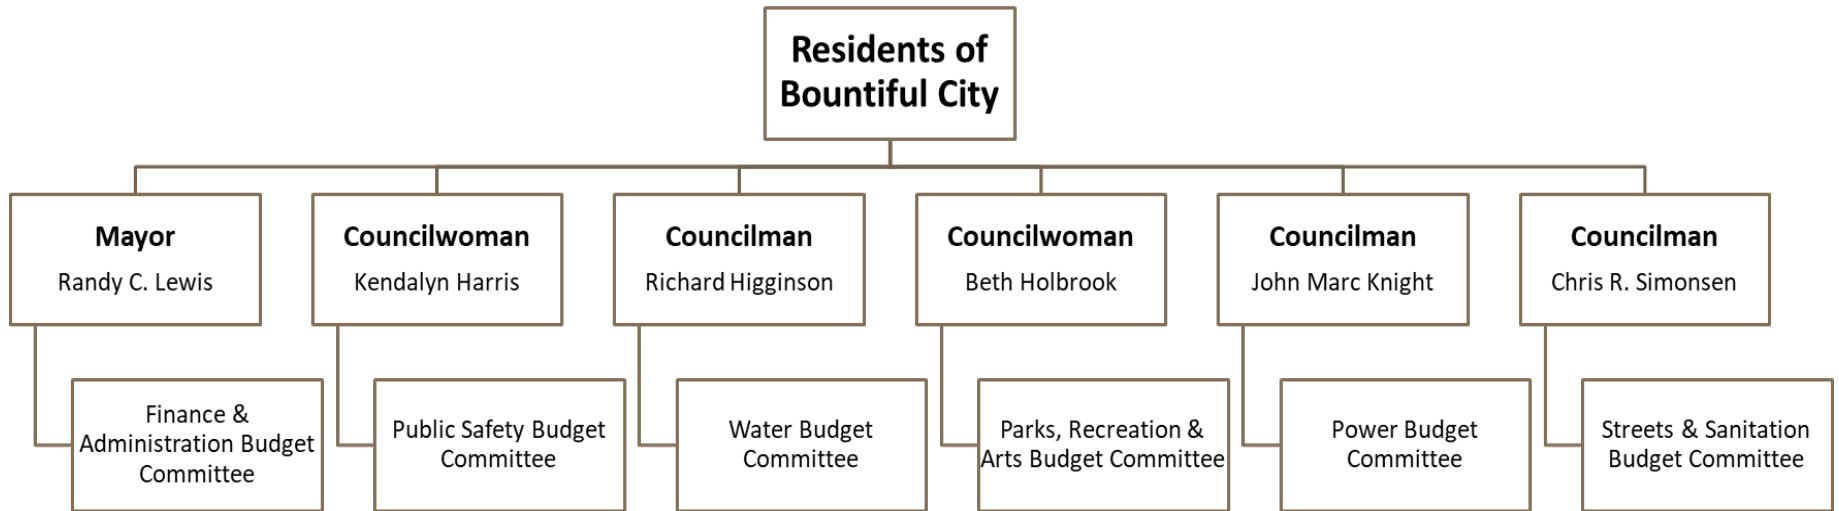 Residents of
Bountiful City
Mayor
Randy C. Lewis
Councilwoman
Kendalyn Harris
Councilman
Richard Higginson
Councilwoman
Beth Holbrook
Councilman
John Marc Knight
Councilman
Chris R. Simonsen
Finance &
Administration Budget
Committee
Public Safety Budget
Committee
Water Budget
Committee
Parks, Recreation &
Arts Budget Committee
Power Budget
Committee
Streets & Sanitation
Budget Committee